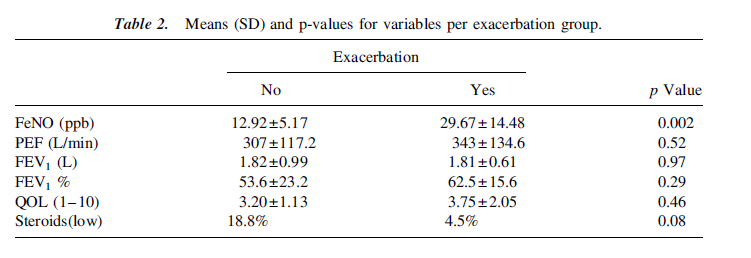 Table 2. Means (SD) and p-values for variables per exacerbation group.
Exacerbation
No Yes p Value
FeNO (ppb) 12.92±5.17 29.67±14.48 0.002
PEF (L/min) 307±117.2 343±134.6 0.52
FEV1 (L) 1.82±0.99 1.81±0.61 0.97
FEV1 % 53.6±23.2 62.5±15.6 0.29
QOL (1–10) 3.20±1.13 3.75±2.05 0.46
Steroids(low) 18.8% 4.5% 0.08